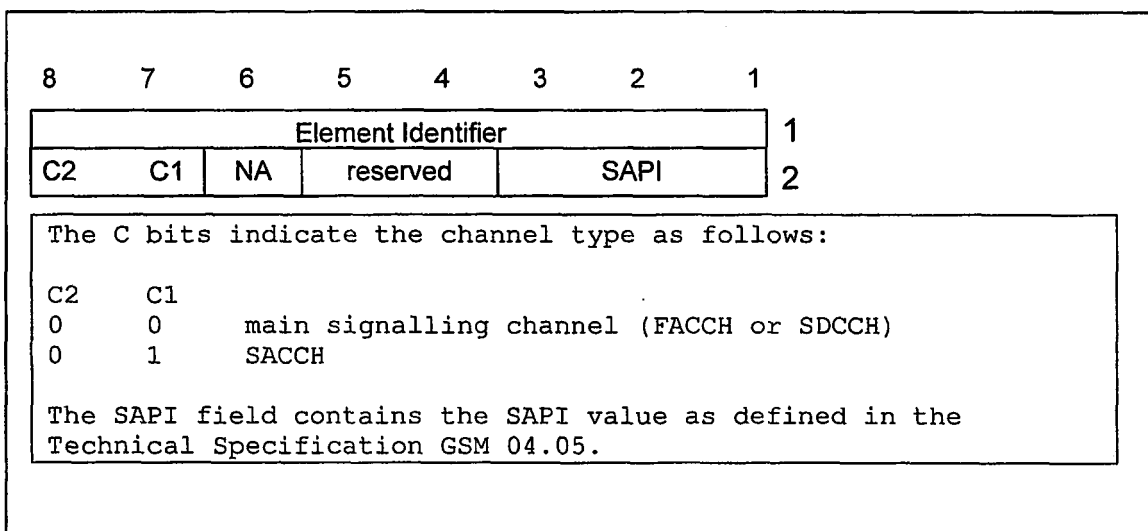 8 7 6 5 4 3 2 1
Element Identifier 1
C2 C1 NA reserved SAPI 2
The C bits indicate the channel type as follows:
C2 C1
0 0 main signalling channel (FACCH or SDCCH)
0 1 SACCH
The SAPI field contains the SAPI value as defined in the
Technical Specification GSM 04.05.